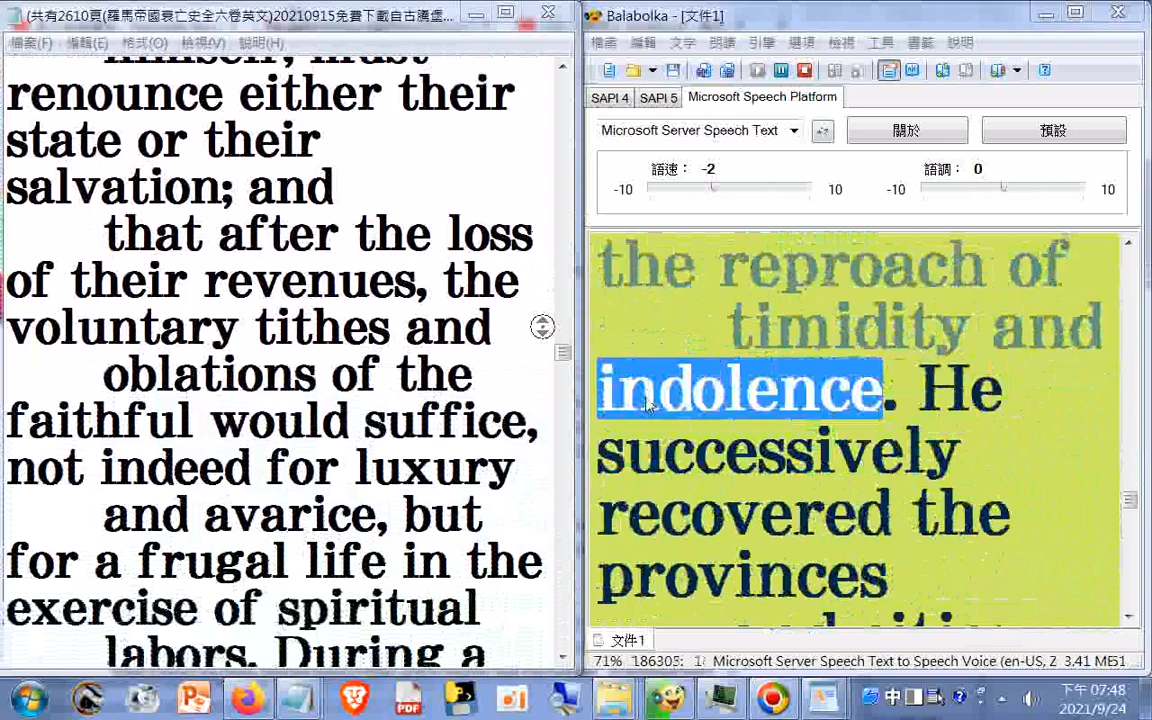 (共有2610頁(羅馬帝國衰亡史全六卷英文)20210915免費下載自古騰堡...
檔案(F) 編輯(E) 格式(O) 檢視(V) 說明(H)
himself, must
renounce either their
state or their
salvation; and
that after the loss
of their revenues, the
voluntary tithes and
oblations of the
faithful would suffice,
not indeed for luxury
and avarice, but
for a frugal life in the
exercise of spiritual
labors. During a
Balabolka - [文件1]
檔案 編輯 文字 朗讀 引擎 選項 檢視 工具 書籤 說明
SAPI 4 SAPI 5 Microsoft Speech Platform
Microsoft Server Speech Text 關於 預設
語速： -2 語調： 0
-10 10 -10 10
the reproach of
timidity and
indolence. He
successively
recovered the
provinces
文件1
71% 186305: Microsoft Server Speech Text to Speech Voice (en-US, Z 3.41 ME51
中 下午 07:48
2021/9/24